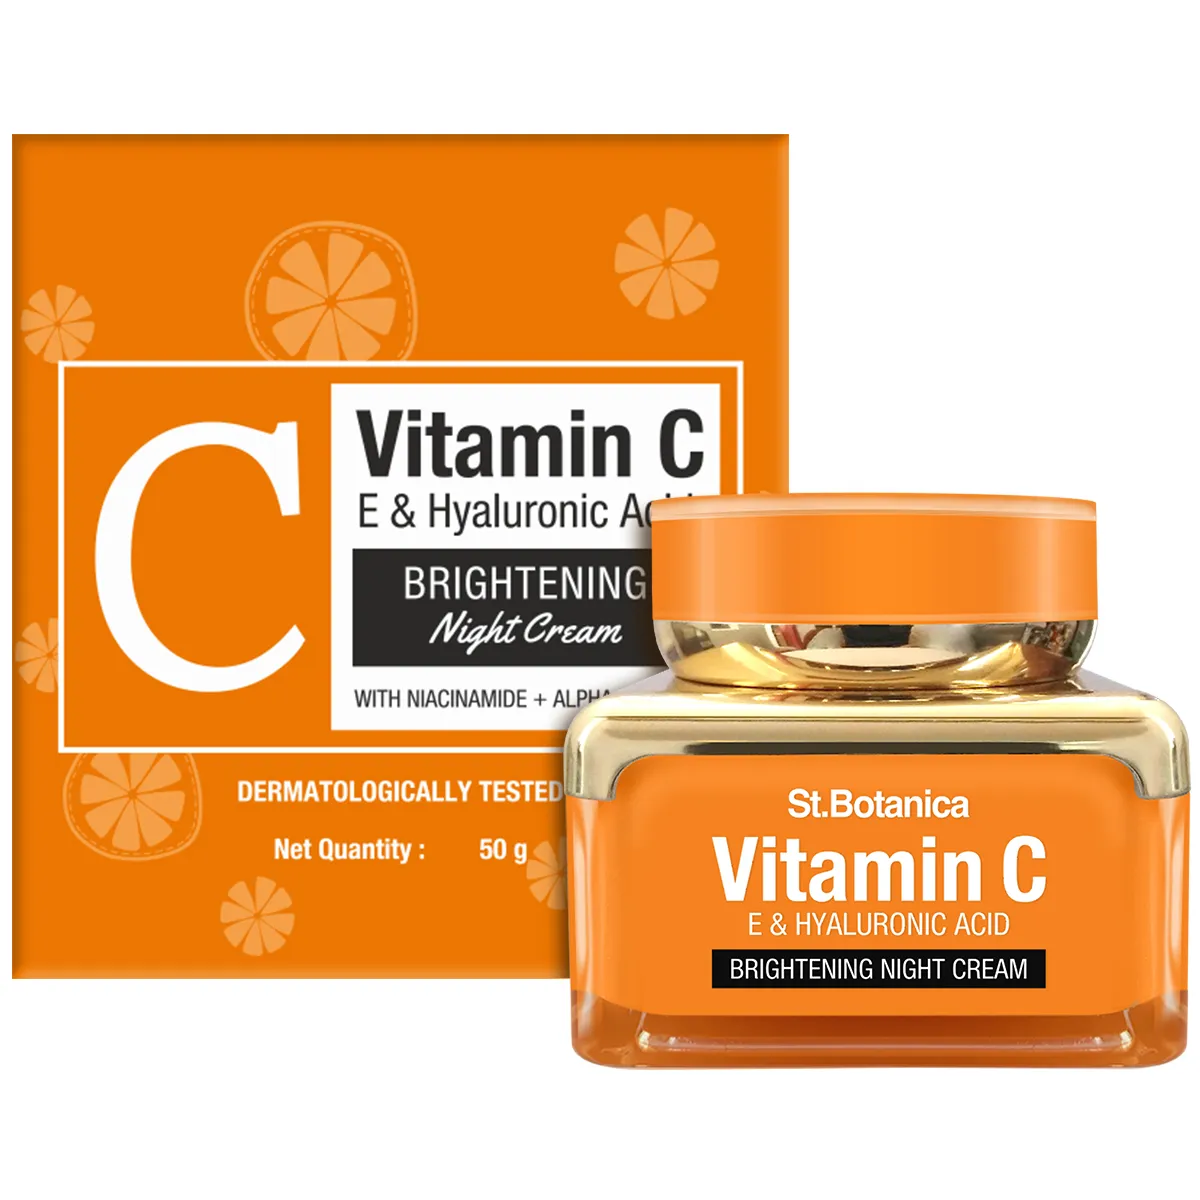 C
Vitamin C
E & Hyaluronic
BRIGHTENING
Night Cream
WITH NIACINAMIDE + ALPHA
DERMATOLOGICALLY TESTED
Net Quantity : 50 g
St.Botanica
Vitamin C
E & HYALURONIC ACID
BRIGHTENING NIGHT CREAM